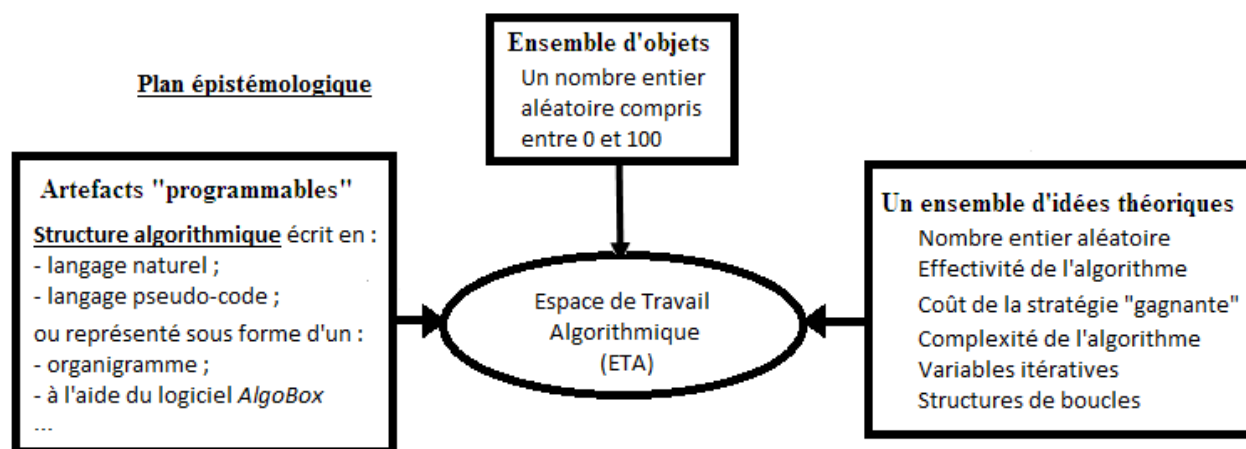 Plan épistémologique
Ensemble d'objets
Un nombre entier
aléatoire compris
entre 0 et 100
Artefacts "programmables"
Structure algorithmique écrit en :
- langage naturel ;
- langage pseudo-code ;
ou représenté sous forme d'un :
- organigramme ;
- à l'aide du logiciel AlgoBox
...
Espace de Travail
Algorithmique
(ETA)
Un ensemble d'idées théoriques
Nombre entier aléatoire
Effectivité de l'algorithme
Coût de la stratégie "gagnante"
Complexité de l'algorithme
Variables itératives
Structures de boucles